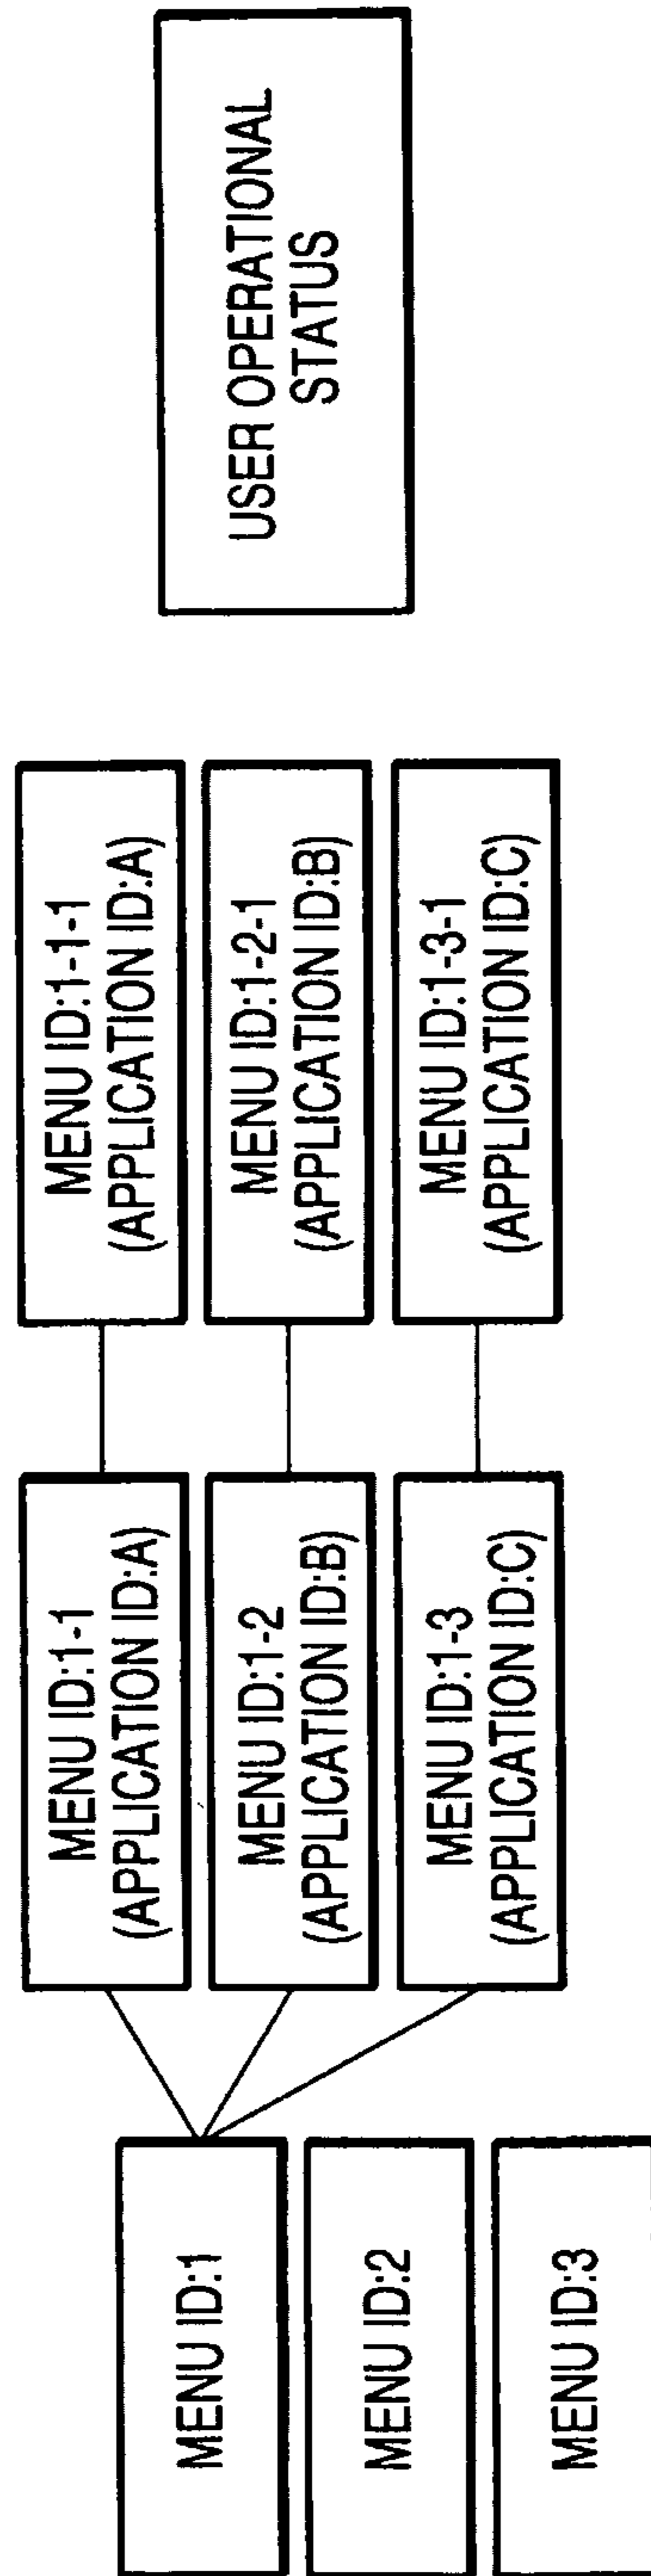 MENU ID:1
MENU ID:2
MENU ID:3
MENU ID:1-1
(APPLICATION ID:A)
MENU ID:1-2
(APPLICATION ID:B)
MENU ID:1-3
(APPLICATION ID:C)
MENU ID:1-1-1
(APPLICATION ID:A)
MENU ID:1-2-1
(APPLICATION ID:B)
MENU ID:1-3-1
(APPLICATION ID:C)
USER OPERATIONAL
STATUS